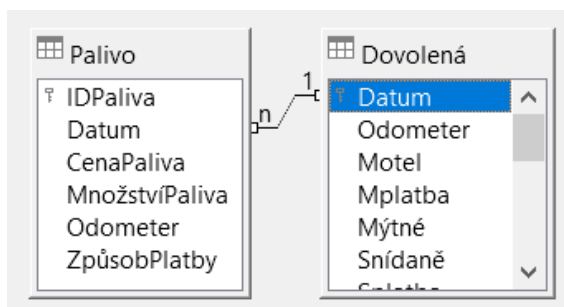 Palivo
IDPaliva
Datum
CenaPaliva
MnožstvíPaliva
Odometer
ZpůsobPlatby
n
1
Dovolená
Datum
Odometer
Motel
Mplatba
Mýtné
Snídaně